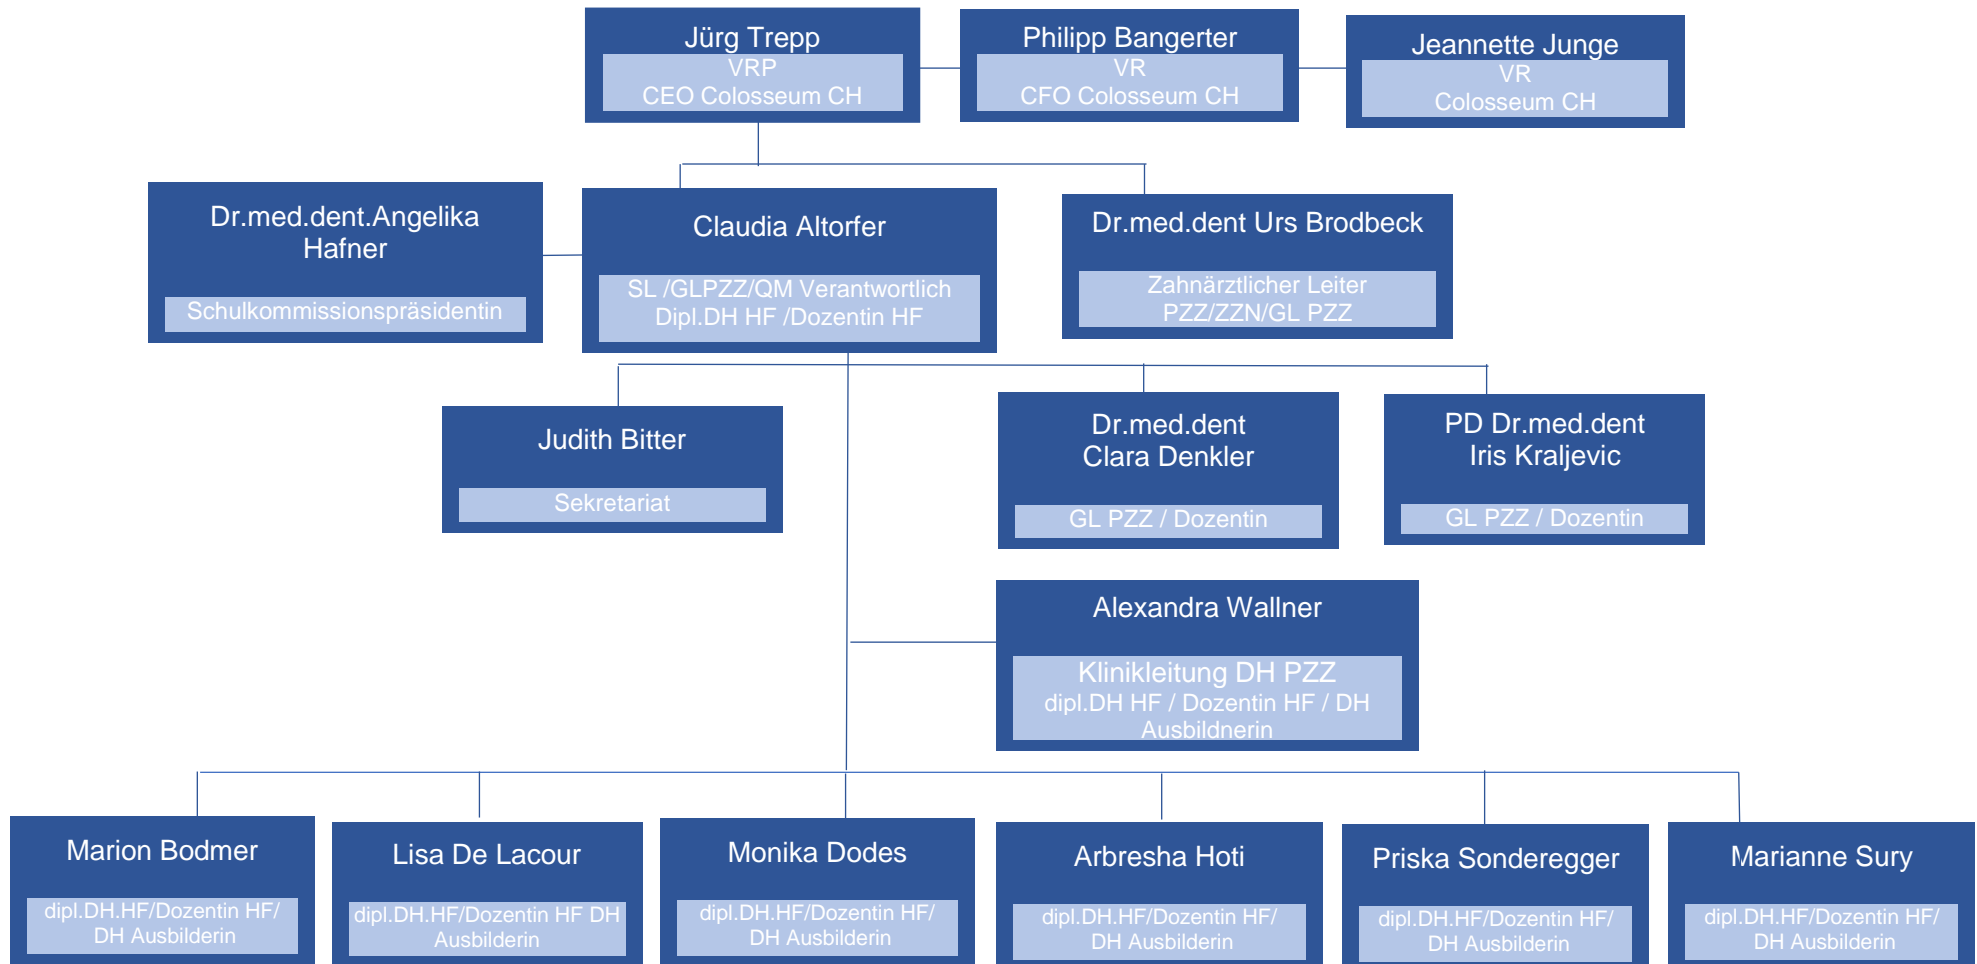 Jürg Trepp
VRP
CEO Colosseum CH
Philipp Bangerter
VR
CFO Colosseum CH
Jeannette Junge
VR
Colosseum CH
Dr.med.dent.Angelika
Hafner
Schulkommissionspräsidentin
Claudia Altorfer
SL /GLPZZ/QM Verantwortlich
Dipl.DH HF /Dozentin HF
Dr.med.dent Urs Brodbeck
Zahnärztlicher Leiter
PZZ/ZZN/GL PZZ
Judith Bitter
Sekretariat
Dr.med.dent
Clara Denkler
GL PZZ / Dozentin
PD Dr.med.dent
Iris Kraljevic
GL PZZ / Dozentin
Alexandra Wallner
Klinikleitung DH PZZ
dipl.DH HF / Dozentin HF / DH
Ausbildnerin
Marion Bodmer
dipl.DH.HF/Dozentin HF/
DH Ausbilderin
Lisa De Lacour
dipl.DH.HF/Dozentin HF DH
Ausbilderin
Monika Dodes
dipl.DH.HF/Dozentin HF/
DH Ausbilderin
Arbresha Hoti
dipl.DH.HF/Dozentin HF/
DH Ausbilderin
Priska Sonderegger
dipl.DH.HF/Dozentin HF/
DH Ausbilderin
Marianne Sury
dipl.DH.HF/Dozentin HF/
DH Ausbilderin